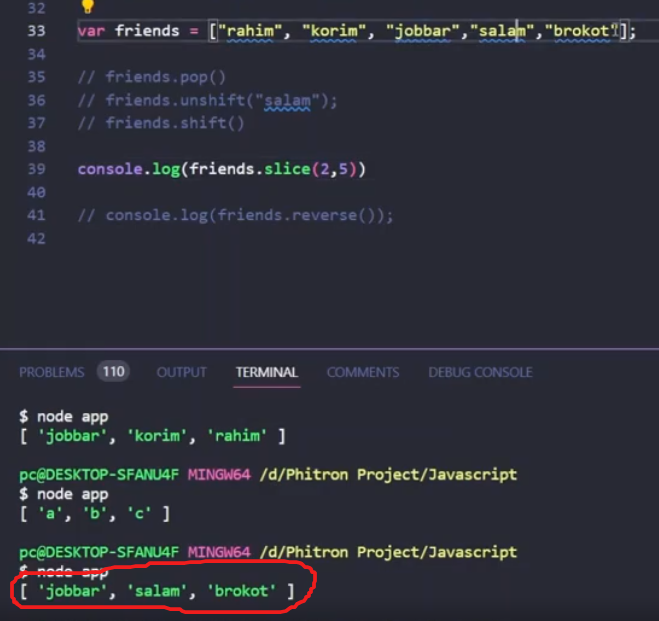 32
33 var friends = ["rahim", "korim", "jobbar","salam","brokot"];
34
35 // friends.pop()
36 // friends.unshift("salam");
37 // friends.shift()
38
39 console.log(friends.slice(2,5))
40
41 // console.log(friends.reverse());
42
PROBLEMS 110 OUTPUT TERMINAL COMMENTS DEBUG CONSOLE
$ node app
[ 'jobbar', 'korim', 'rahim' ]
pc@DESKTOP-SFANU4F MINGW64 /d/Phitron Project/Javascript
$ node app
[ 'a', 'b', 'c' ]
pc@DESKTOP-SFANU4F MINGW64 /d/Phitron Project/Javascript
$ node app
[ 'jobbar', 'salam', 'brokot' ]